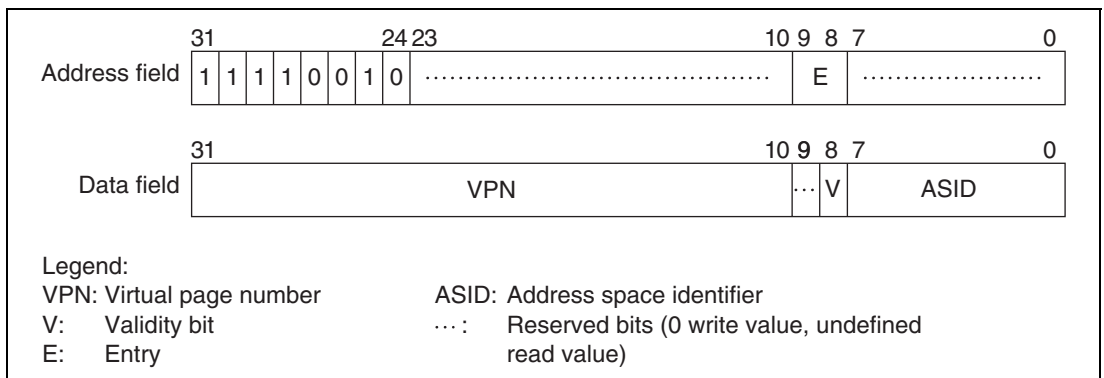 31 24 23 10 9 8 7 0
Address field 1 1 1 1 0 0 1 0 ········································· E ······················
31 10 9 8 7 0
Data field VPN ··· V ASID
Legend:
VPN: Virtual page number ASID: Address space identifier
V: Validity bit ··· : Reserved bits (0 write value, undefined
E: Entry read value)